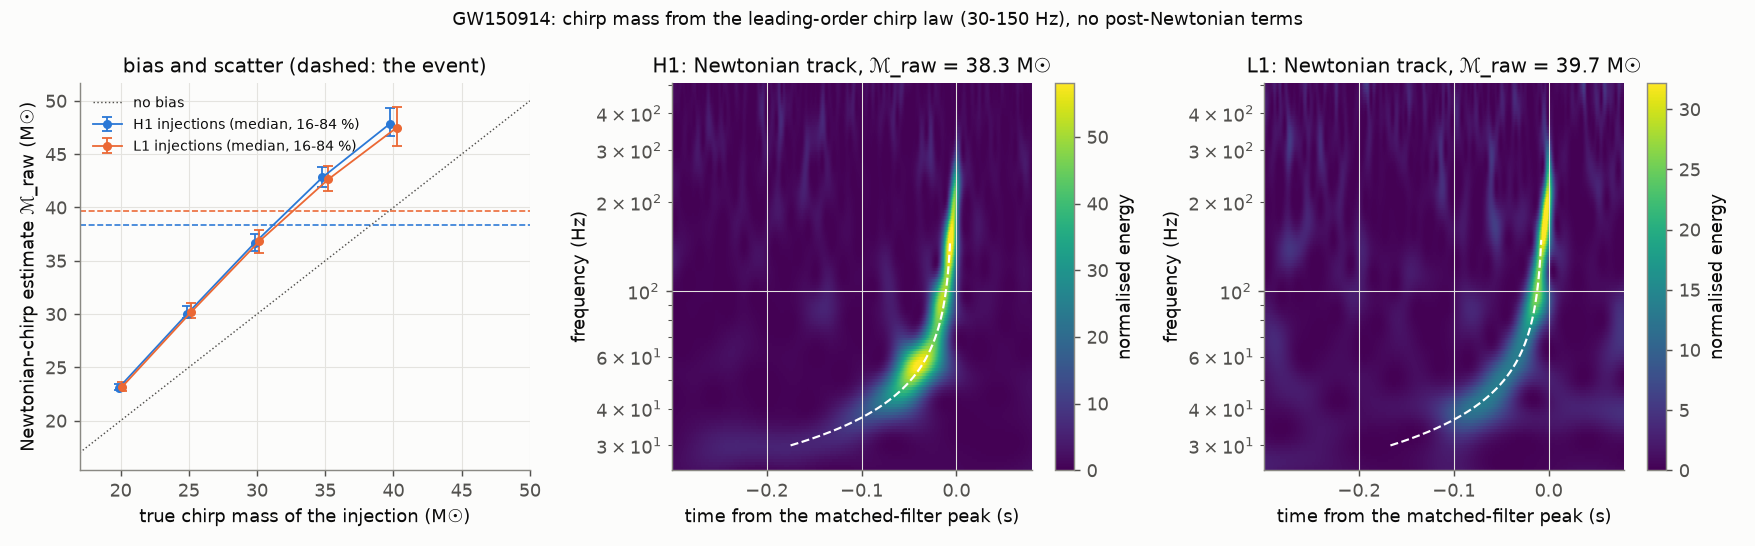 GW150914: chirp mass from the leading-order chirp law (30-150 Hz), no post-Newtonian terms
bias and scatter (dashed: the event)
no bias
H1 injections (median, 16-84 %)
L1 injections (median, 16-84 %)
Newtonian-chirp estimate ℳ_raw (M☉)
50
45
40
35
30
25
20
20 25 30 35 40 45 50
true chirp mass of the injection (M☉)
H1: Newtonian track, ℳ_raw = 38.3 M☉
frequency (Hz)
4 × 10²
3 × 10²
2 × 10²
10²
6 × 10¹
4 × 10¹
3 × 10¹
−0.2 −0.1 0.0
time from the matched-filter peak (s)
50
40
30
20
10
0
normalised energy
L1: Newtonian track, ℳ_raw = 39.7 M☉
frequency (Hz)
4 × 10²
3 × 10²
2 × 10²
10²
6 × 10¹
4 × 10¹
3 × 10¹
−0.2 −0.1 0.0
time from the matched-filter peak (s)
30
25
20
15
10
5
0
normalised energy